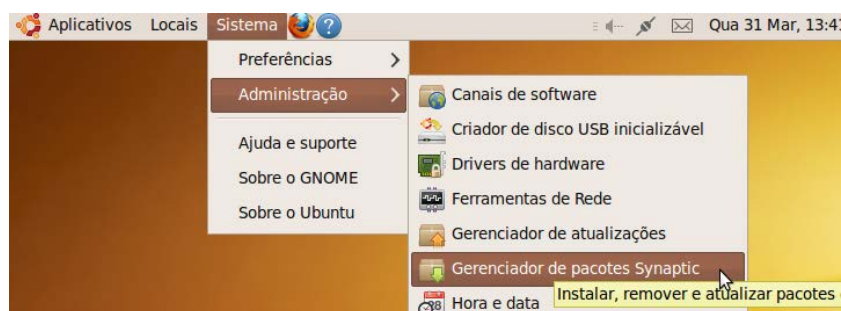 Aplicativos Locais Sistema Qua 31 Mar, 13:41
Preferências
Administração
Ajuda e suporte
Sobre o GNOME
Sobre o Ubuntu
Canais de software
Criador de disco USB inicializável
Drivers de hardware
Ferramentas de Rede
Gerenciador de atualizações
Gerenciador de pacotes Synaptic
Instalar, remover e atualizar pacotes
Hora e data